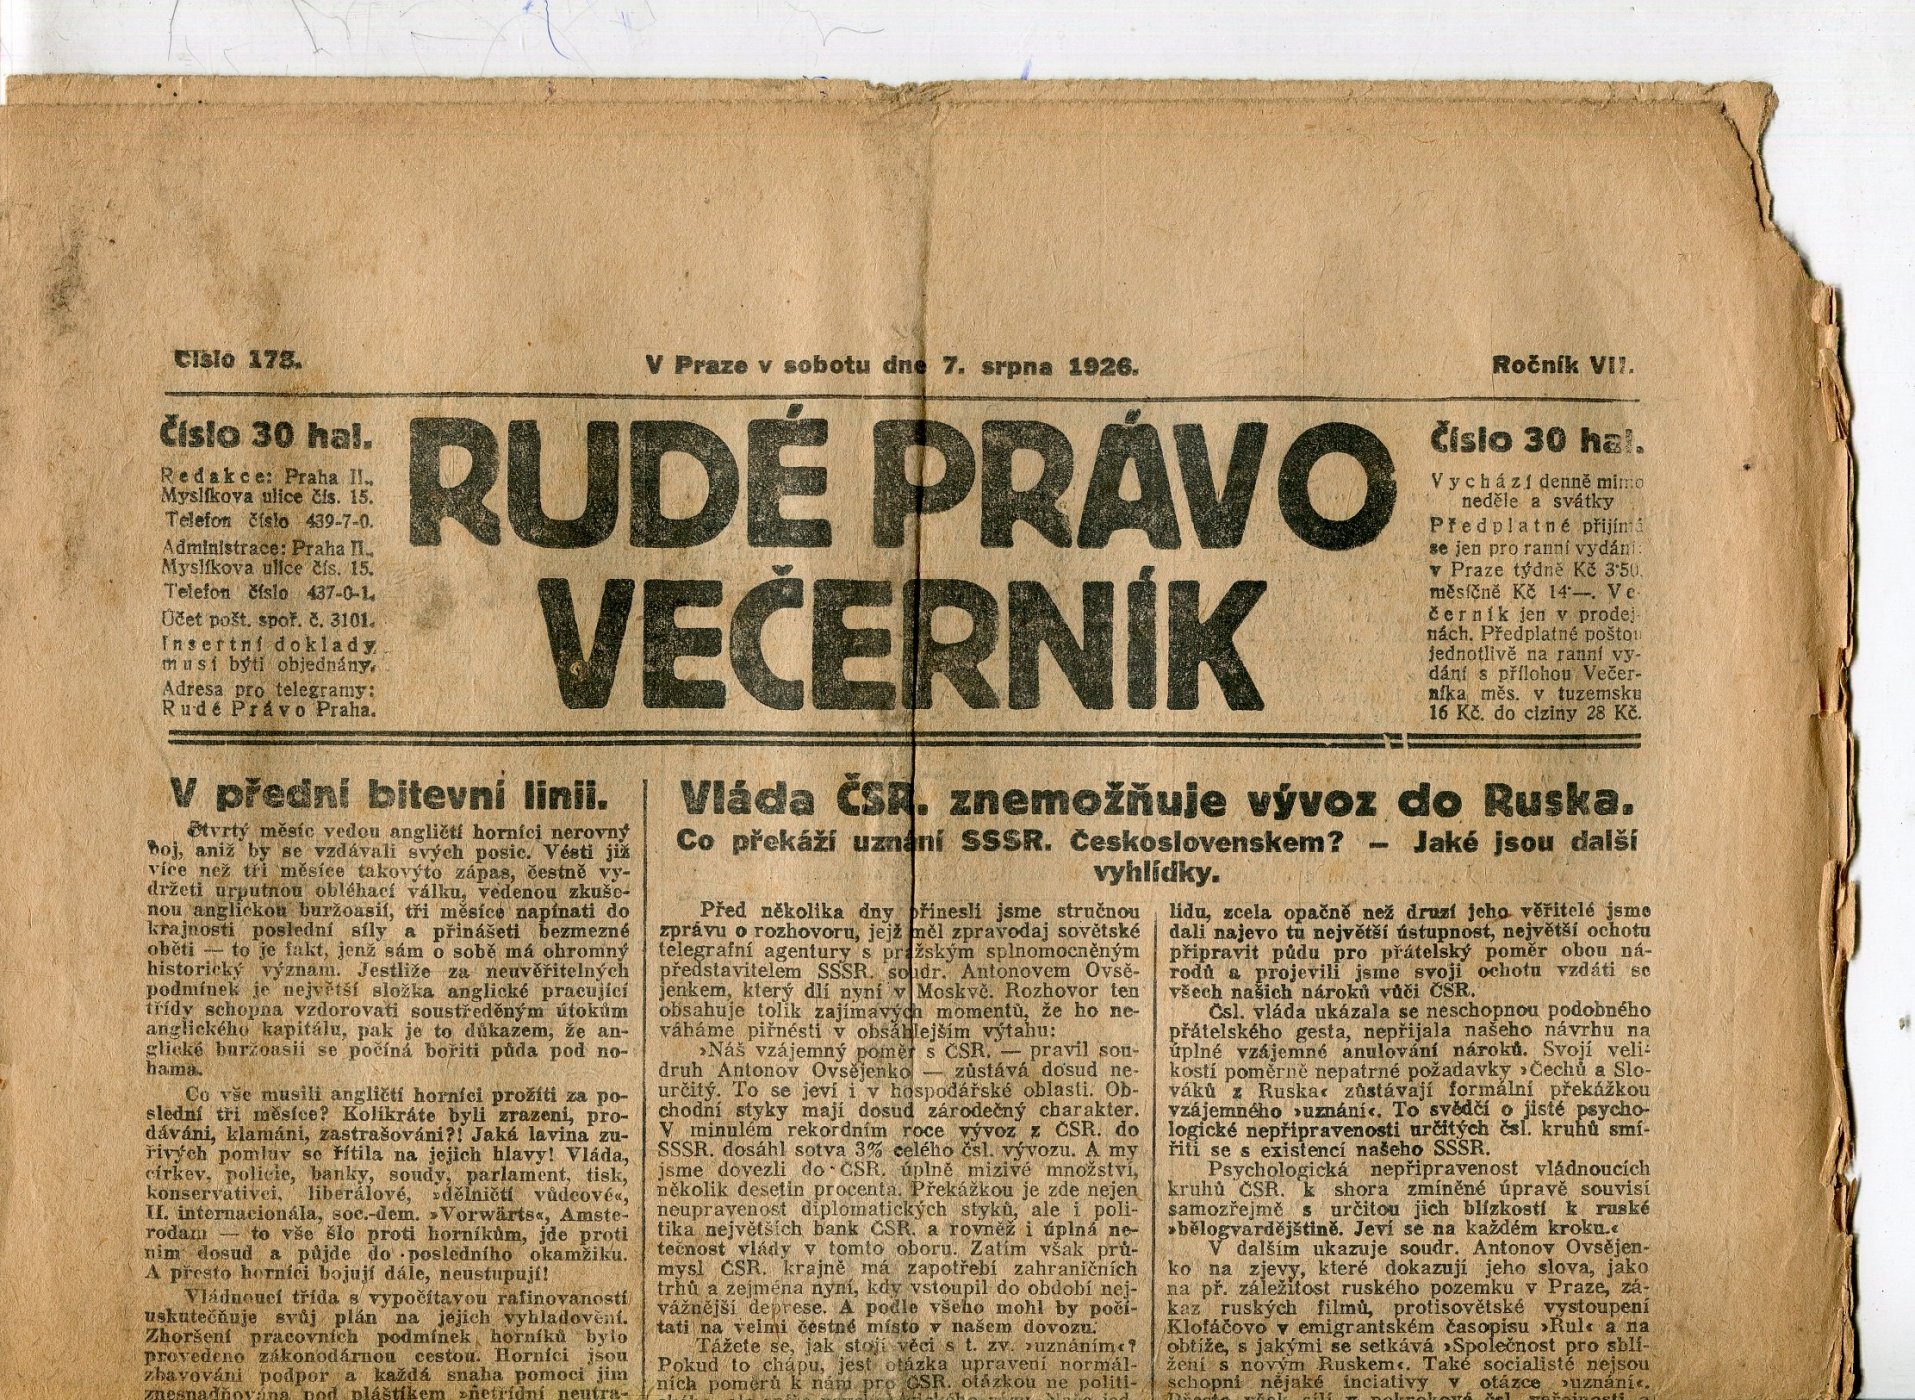 Číslo 178.
V Praze v sobotu dne 7. srpna 1926.
Ročník VII.
Číslo 30 hal.
Redakce: Praha II.,
Myslíkova ulice čís. 15.
Telefon číslo 439-7-0.
Administrace: Praha II.,
Myslíkova ulice čís. 15.
Telefon číslo 437-0-1.
Účet pošt. spoř. č. 3101.
Insertní doklady
musí býti objednány.
Adresa pro telegramy:
Rudé Právo Praha.
RUDÉ PRÁVO
VEČERNÍK
Číslo 30 hal.
Vychází denně mimo
neděle a svátky
Předplatné přijímá
se jen pro ranní vydání:
v Praze týdně Kč 3·50,
měsíčně Kč 14·—. Ve-
černík jen v prodej-
nách. Předplatné poštou
jednotlivě na ranní vy-
dání s přílohou Večer-
níka měs. v tuzemsku
16 Kč. do ciziny 28 Kč.
V přední bitevní linii.
Čtvrtý měsíc vedou angličtí horníci nerovný
boj, aniž by se vzdávali svých posic. Vésti již
více než tři měsíce takovýto zápas, čestně vy-
držeti urputnou obléhací válku, vedenou zkuše-
nou anglickou buržoasií, tři měsíce napínati do
krajnosti poslední síly a přinášeti bezmezné
oběti — to je fakt, jenž sám o sobě má ohromný
historický význam. Jestliže za neuvěřitelných
podmínek je největší složka anglické pracující
třídy schopna vzdorovati soustředěným útokům
anglického kapitálu, pak je to důkazem, že an-
glické buržoasii se počíná bořiti půda pod no-
hama.
Co vše musili angličtí horníci prožíti za po-
slední tři měsíce? Kolikráte byli zrazeni, pro-
dáváni, klamáni, zastrašováni?! Jaká lavina zu-
řivých pomluv se řítila na jejich hlavy! Vláda,
církev, policie, banky, soudy, parlament, tisk,
konservativci, liberálové, »dělničtí vůdcové«,
II. internacionála, soc.-dem. »Vorwärts«, Amste-
rodam — to vše šlo proti horníkům, jde proti
nim dosud a půjde do posledního okamžiku.
A přesto horníci bojují dále, neustupují!
Vládnoucí třída s vypočítavou rafinovaností
uskutečňuje svůj plán na jejich vyhladovění.
Zhoršení pracovních podmínek horníků bylo
provedeno zákonodárnou cestou. Horníci jsou
zbavováni podpor a každá snaha pomoci jim
znesnadňována pod pláštíkem »netřídní neutra-
Vláda ČSR. znemožňuje vývoz do Ruska.
Co překáží uznání SSSR. Československem? — Jaké jsou další
vyhlídky.
Před několika dny přinesli jsme stručnou
zprávu o rozhovoru, jejž měl zpravodaj sovětské
telegrafní agentury s pražským splnomocněným
představitelem SSSR. soudr. Antonovem Ovsě-
jenkem, který dlí nyní v Moskvě. Rozhovor ten
obsahuje tolik zajímavých momentů, že ho ne-
váháme piřnésti v obsáhlejším výtahu:
»Náš vzájemný poměr s ČSR. — pravil sou-
druh Antonov Ovsějenko — zůstává dosud ne-
určitý. To se jeví i v hospodářské oblasti. Ob-
chodní styky mají dosud zárodečný charakter.
V minulém rekordním roce vývoz z ČSR. do
SSSR. dosáhl sotva 3% celého čsl. vývozu. A my
jsme dovezli do ČSR. úplně mizivé množství,
několik desetin procenta. Překážkou je zde nejen
neupravenost diplomatických styků, ale i poli-
tika největších bank ČSR. a rovněž i úplná ne-
tečnost vlády v tomto oboru. Zatím však prů-
mysl ČSR. krajně má zapotřebí zahraničních
trhů a zejména nyní, kdy vstoupil do období nej-
vážnější deprese. A podle všeho mohl by počí-
tati na velmi čestné místo v našem dovozu.
Tážete se, jak stojí věci s t. zv. »uznáním«?
Pokud to chápu, jest otázka upravení normál-
ních poměrů k nám pro ČSR. otázkou ne politi-
lidu, zcela opačně než druzí jeho věřitelé jsme
dali najevo tu největší ústupnost, největší ochotu
připravit půdu pro přátelský poměr obou ná-
rodů a projevili jsme svoji ochotu vzdáti se
všech našich nároků vůči ČSR.
Čsl. vláda ukázala se neschopnou podobného
přátelského gesta, nepřijala našeho návrhu na
úplné vzájemné anulování nároků. Svojí veli-
kostí poměrně nepatrné požadavky »Čechů a Slo-
váků z Ruska« zůstávají formální překážkou
vzájemného »uznání«. To svědčí o jisté psycho-
logické nepřipravenosti určitých čsl. kruhů smí-
řiti se s existencí našeho SSSR.
Psychologická nepřipravenost vládnoucích
kruhů ČSR. k shora zmíněné úpravě souvisí
samozřejmě s určitou jich blízkostí k ruské
»bělogvardějštině. Jeví se na každém kroku.«
V dalším ukazuje soudr. Antonov Ovsějen-
ko na zjevy, které dokazují jeho slova, jako
na př. záležitost ruského pozemku v Praze, zá-
kaz ruských filmů, protisovětské vystoupení
Klofáčovo v emigrantském časopisu »Rul« a na
obtíže, s jakými se setkává »Společnost pro sblí-
žení s novým Ruskem«. Také socialisté nejsou
schopni nějaké inciativy v otázce »uznání«.